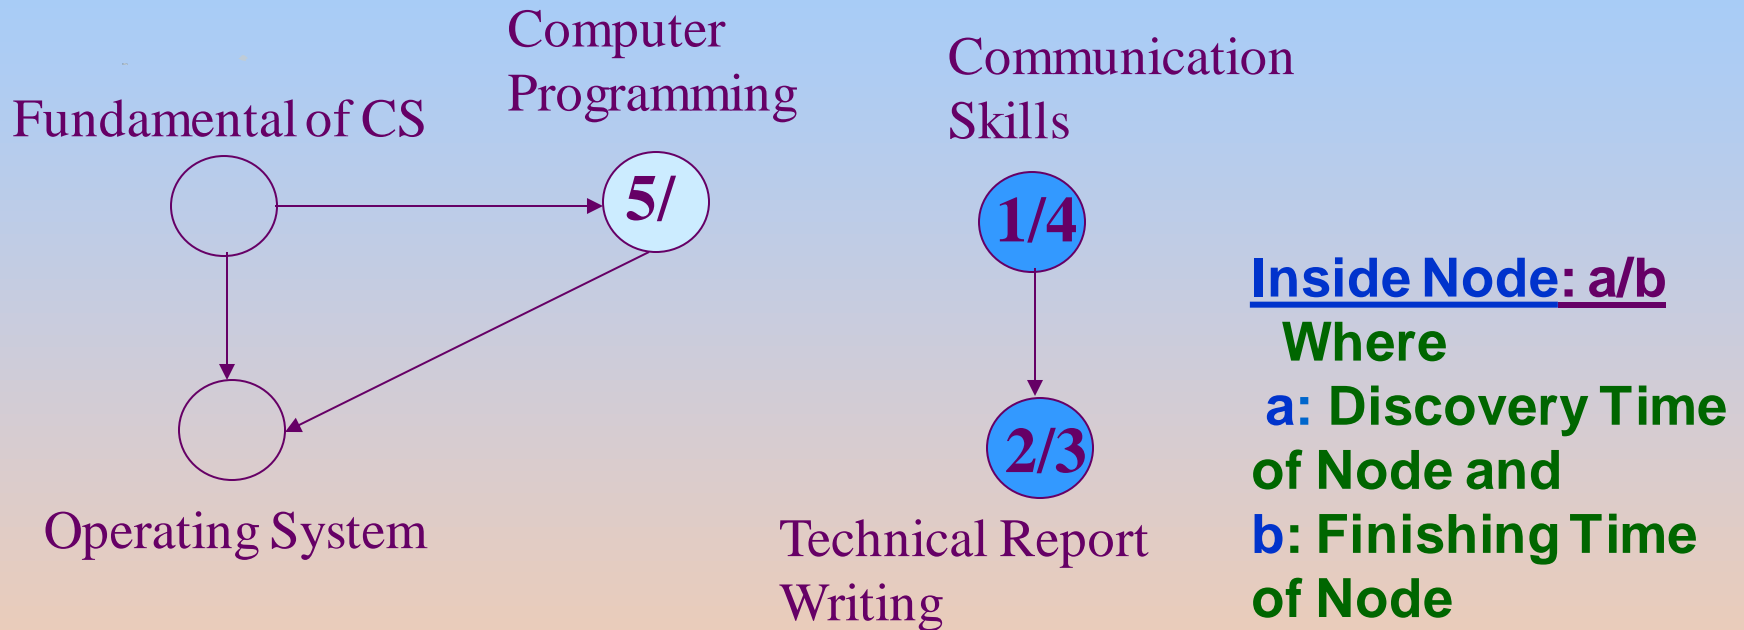 Computer
Programming
Communication
Skills
Fundamental of CS
5/
1/4
Inside Node: a/b
Where
a: Discovery Time
of Node and
b: Finishing Time
of Node
2/3
Operating System
Technical Report
Writing